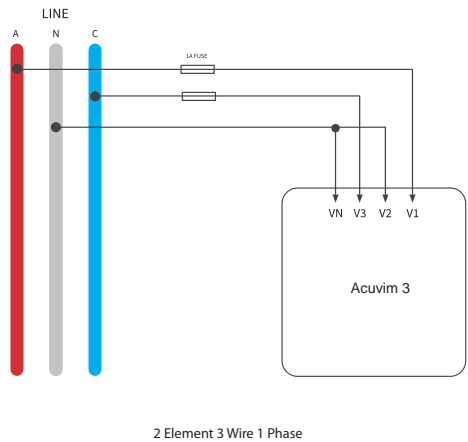 LINE
A N C
1A FUSE
VN V3 V2 V1
Acuvim 3
2 Element 3 Wire 1 Phase